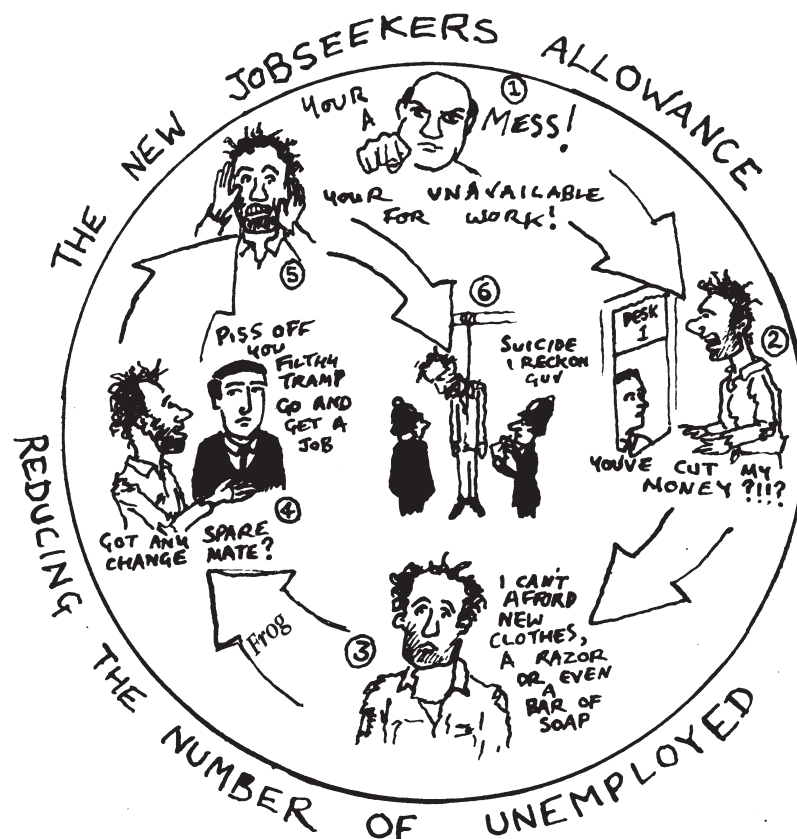 THE NEW JOBSEEKERS ALLOWANCE
①
YOUR
A
MESS!
YOUR UNAVAILABLE
FOR WORK!
②
DESK
1
YOUVE CUT MY
MONEY ?!!?
③
I CAN'T
AFFORD
NEW
CLOTHES,
A RAZOR
OR EVEN
A
BAR OF
SOAP
Frog
④
GOT ANY SPARE
CHANGE MATE?
PISS OFF
YOU
FILTHY
TRAMP
GO AND
GET A
JOB
⑤
⑥
SUICIDE
I RECKON
GUV
REDUCING THE NUMBER OF UNEMPLOYED